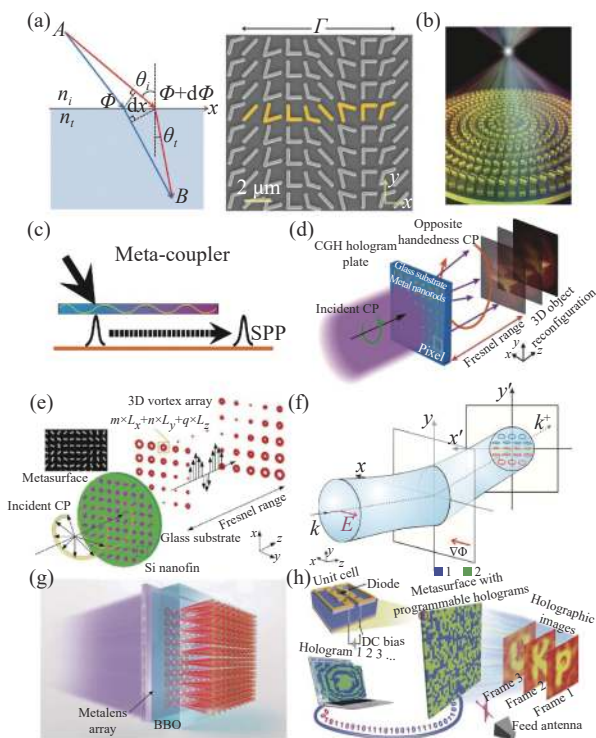 (a)
A
θi
Φ+dΦ
ni
Φ
dx
x
nt
θt
B
Γ
2 μm
y
x
(b)
(c)
Meta-coupler
SPP
(d)
CGH hologram
plate
Opposite
handedness CP
Glass substrate
Metal nanorods
Incident CP
Pixel
Fresnel range
3D object
reconfiguration
x y z
(e)
3D vortex array
m×Lx+n×Ly+q×Lz
Metasurface
Incident CP
Glass substrate
Si nanofin
Fresnel range
x
z
y
(f)
y′
y
k+
x′
x
k
E
∇Φ
x y z
1 2
(g)
Metalens
array
BBO
(h)
Unit cell
Diode
Metasurface with
programmable holograms
Holographic
images
DC bias
1 2 3 ...
Hologram
Frame 3
Frame 2
Frame 1
Feed antenna